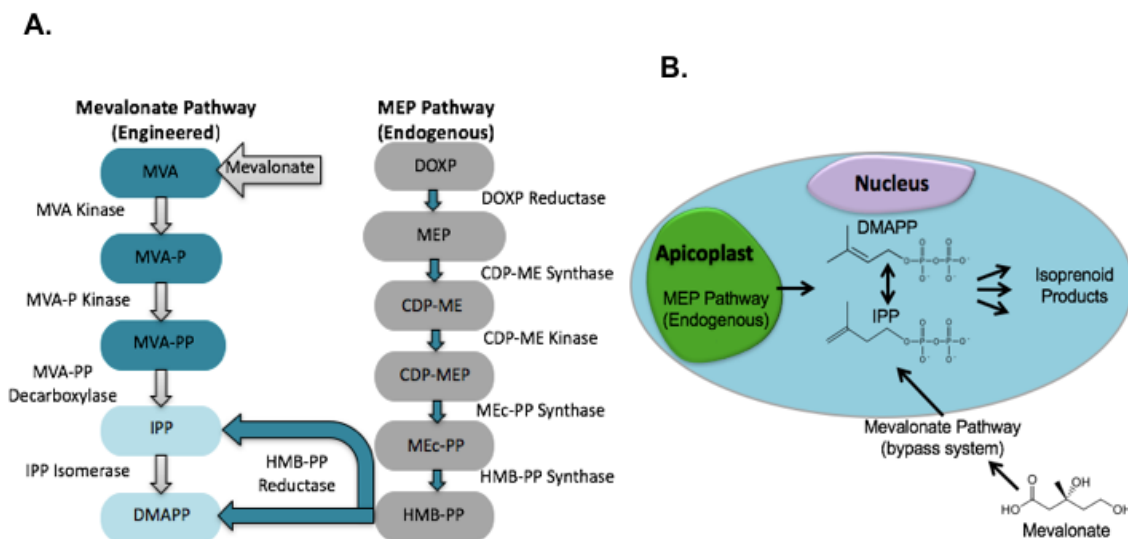 A.
Mevalonate Pathway
(Engineered)
MVA
Mevalonate
MVA Kinase
MVA-P
MVA-P Kinase
MVA-PP
MVA-PP
Decarboxylase
IPP
IPP Isomerase
DMAPP
MEP Pathway
(Endogenous)
DOXP
DOXP Reductase
MEP
CDP-ME Synthase
CDP-ME
CDP-ME Kinase
CDP-MEP
MEc-PP Synthase
MEc-PP
HMB-PP Synthase
HMB-PP
HMB-PP
Reductase
B.
Nucleus
Apicoplast
MEP Pathway
(Endogenous)
DMAPP
O O
O-P-O-P-O⁻
O⁻ O⁻
IPP
O O
O-P-O-P-O⁻
O⁻ O⁻
Isoprenoid
Products
Mevalonate Pathway
(bypass system)
O
OH
HO
OH
Mevalonate